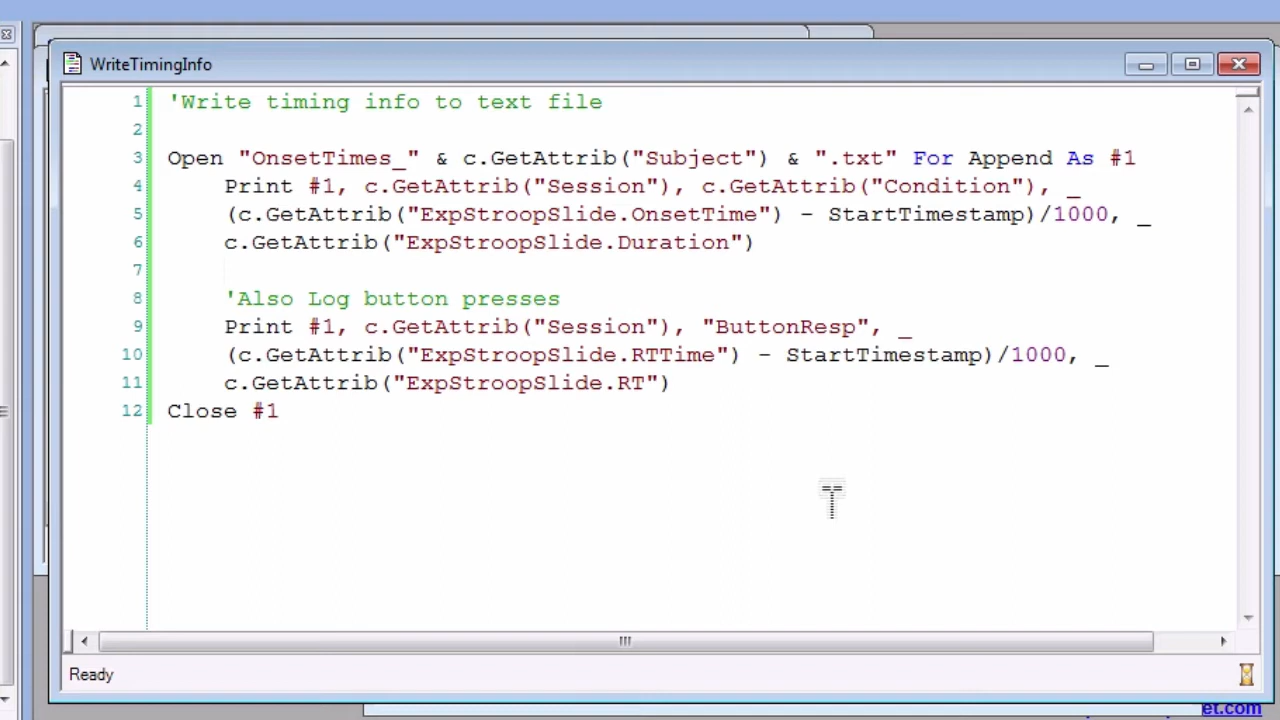 WriteTimingInfo
1 'Write timing info to text file
2
3 Open "OnsetTimes_" & c.GetAttrib("Subject") & ".txt" For Append As #1
4 Print #1, c.GetAttrib("Session"), c.GetAttrib("Condition"), _
5 (c.GetAttrib("ExpStroopSlide.OnsetTime") - StartTimestamp)/1000, _
6 c.GetAttrib("ExpStroopSlide.Duration")
7
8 'Also Log button presses
9 Print #1, c.GetAttrib("Session"), "ButtonResp", _
10 (c.GetAttrib("ExpStroopSlide.RTTime") - StartTimestamp)/1000, _
11 c.GetAttrib("ExpStroopSlide.RT")
12 Close #1
Ready
et.com